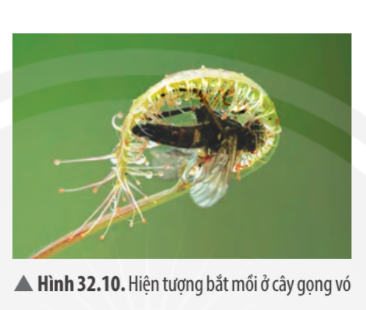 ▲ Hình 32.10. Hiện tượng bắt mồi ở cây gọng vó